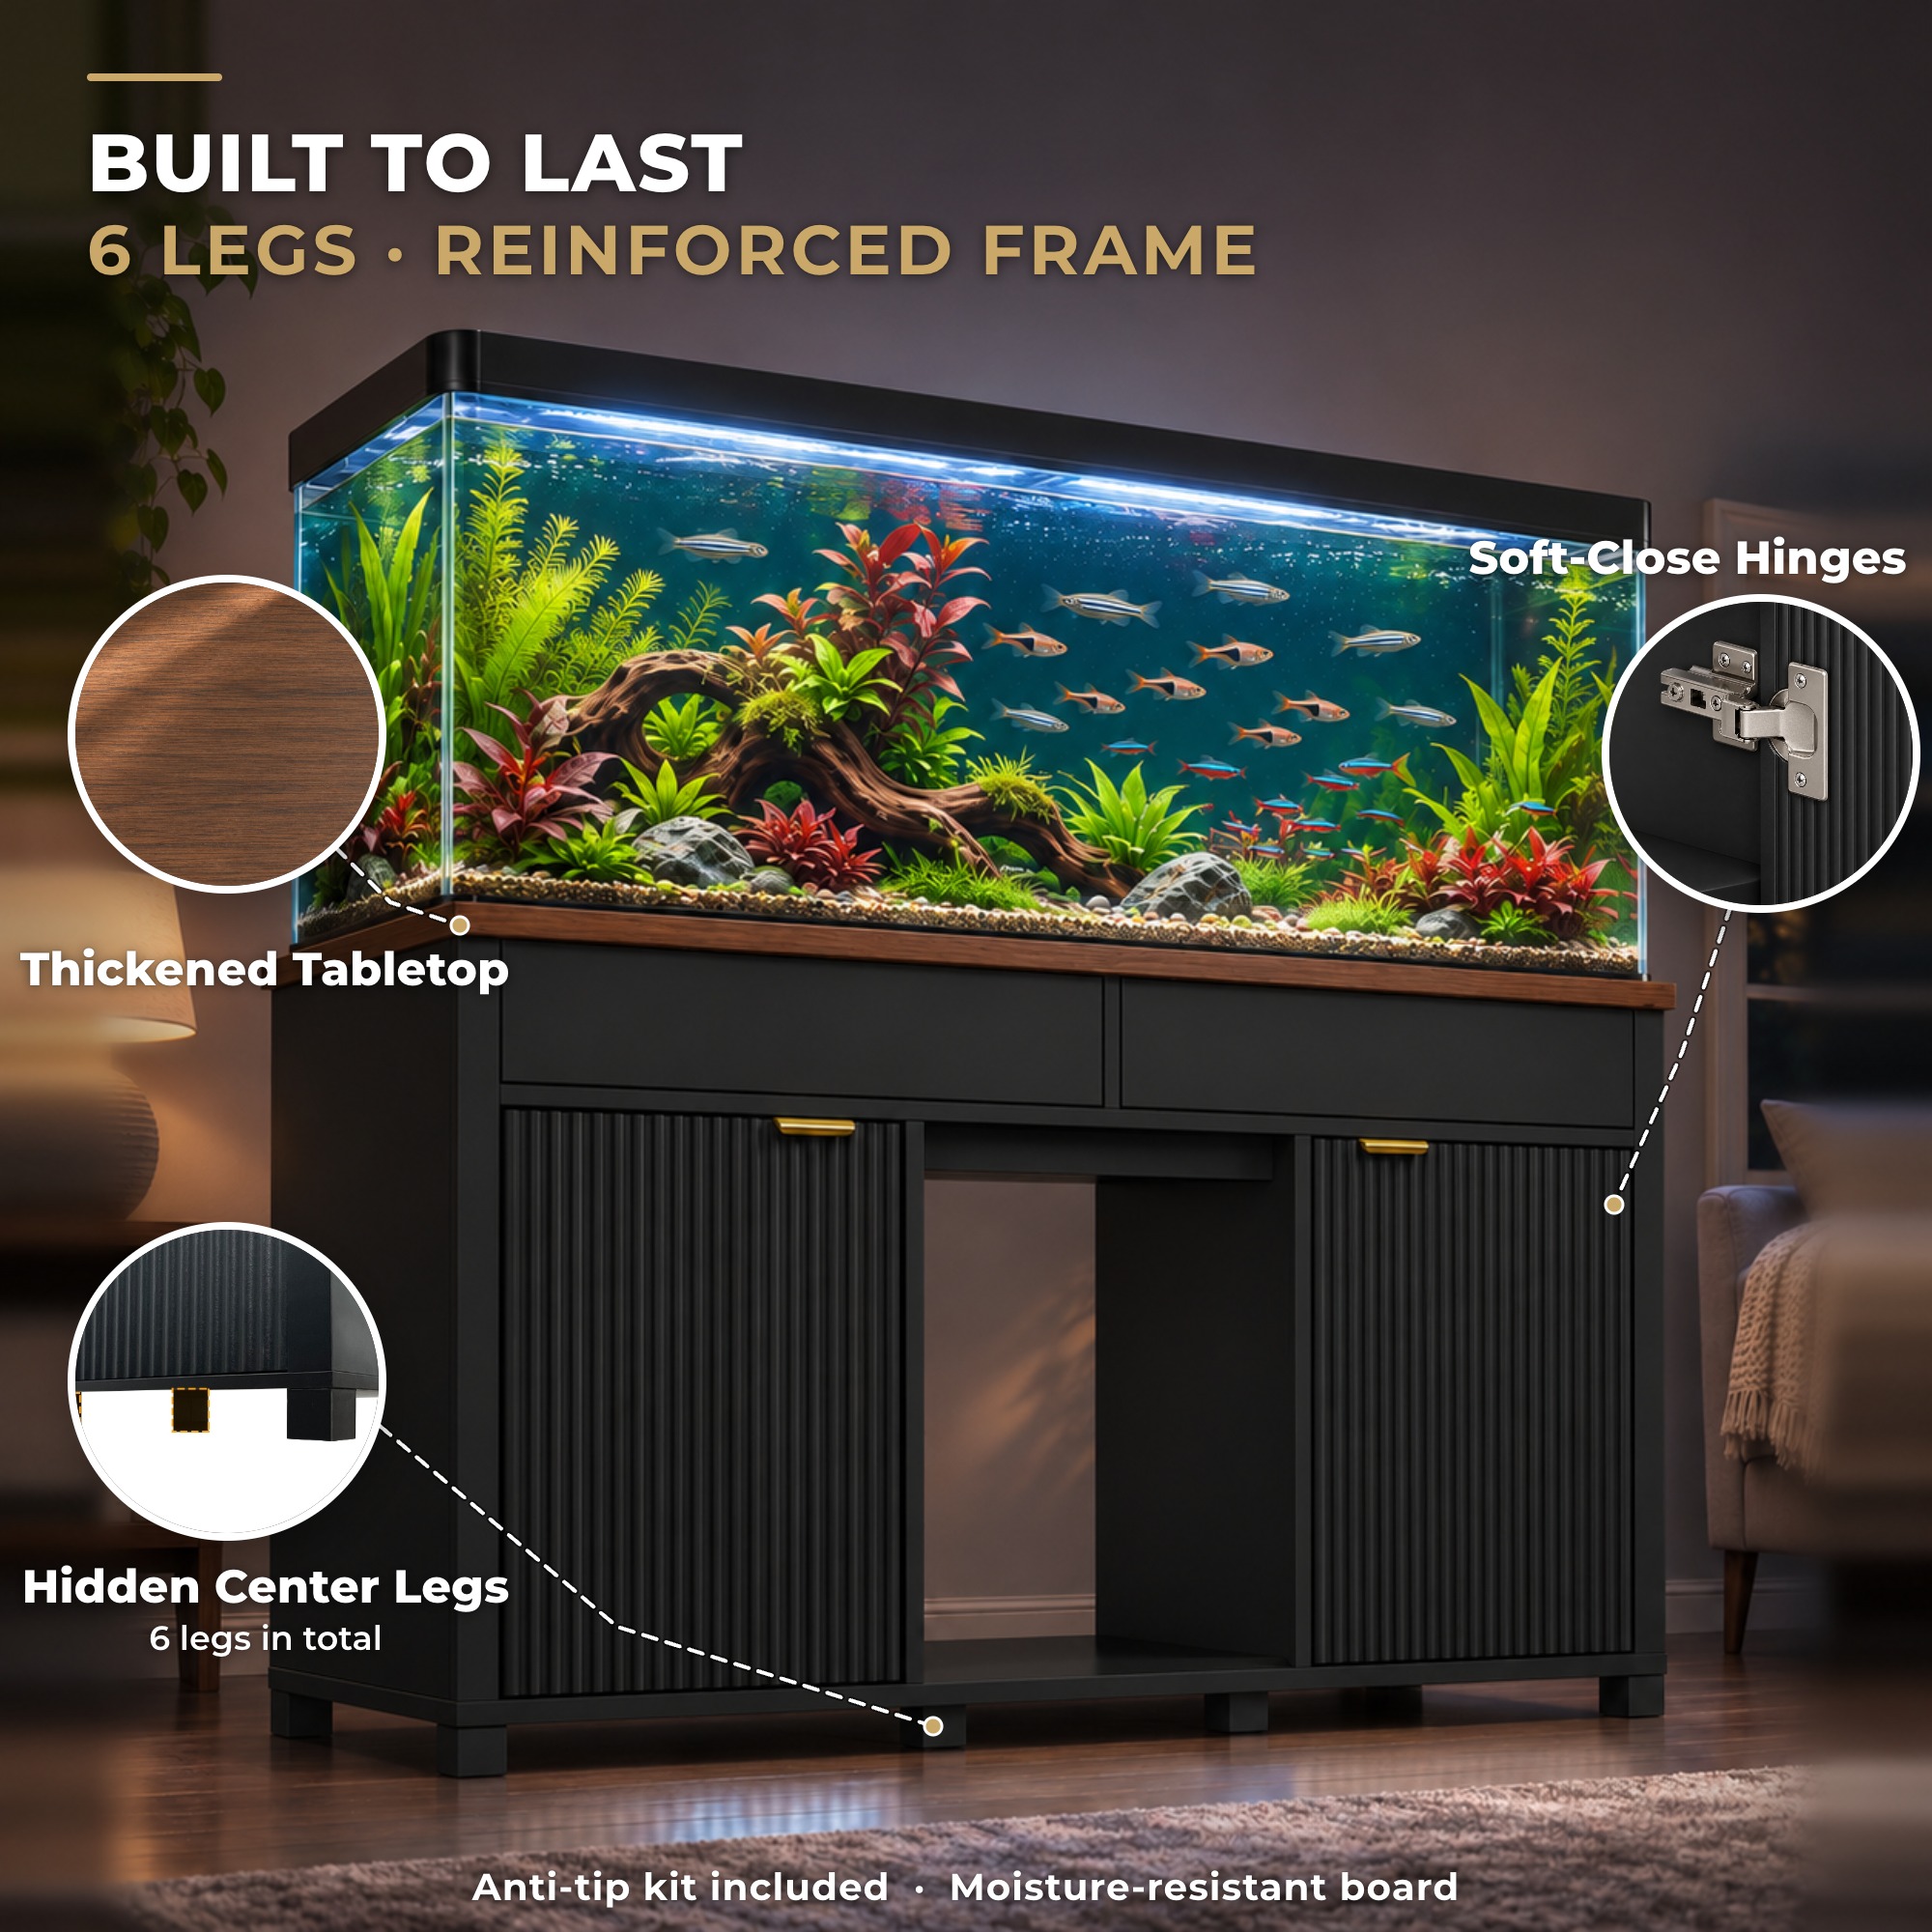 BUILT TO LAST
6 LEGS · REINFORCED FRAME
Soft-Close Hinges
Thickened Tabletop
Hidden Center Legs
6 legs in total
Anti-tip kit included · Moisture-resistant board